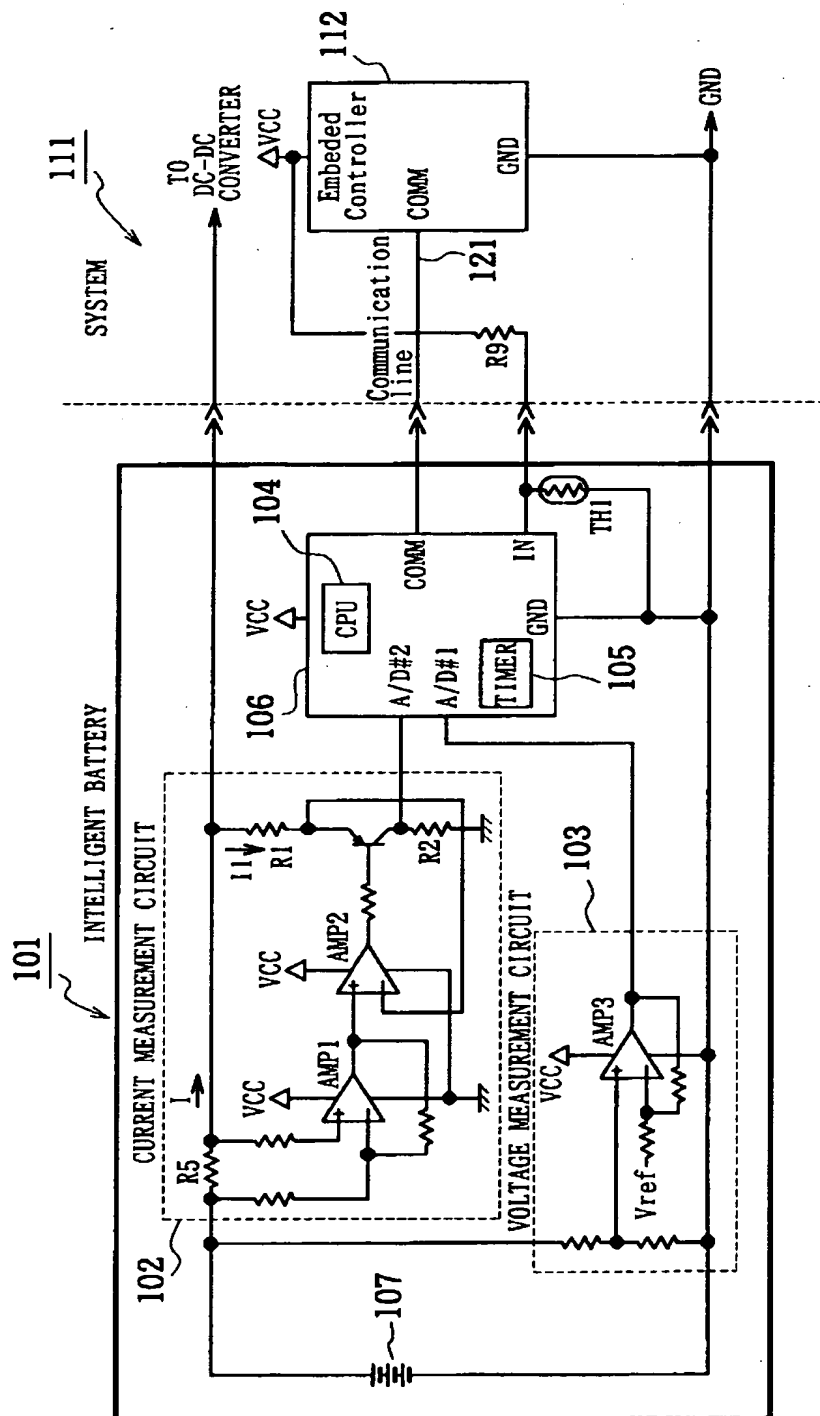 101
INTELLIGENT BATTERY
CURRENT MEASUREMENT CIRCUIT
102
R5
I
VCC
AMP1
VCC
AMP2
I1
R1
R2
107
VOLTAGE MEASUREMENT CIRCUIT
103
VCC
AMP3
Vref
106
VCC
104
CPU
A/D#2
A/D#1
COMM
IN
TIMER
GND
105
TH1
SYSTEM
111
TO
DC-DC
CONVERTER
VCC
112
Embeded
Controller
COMM
GND
Communication
line
121
R9
GND